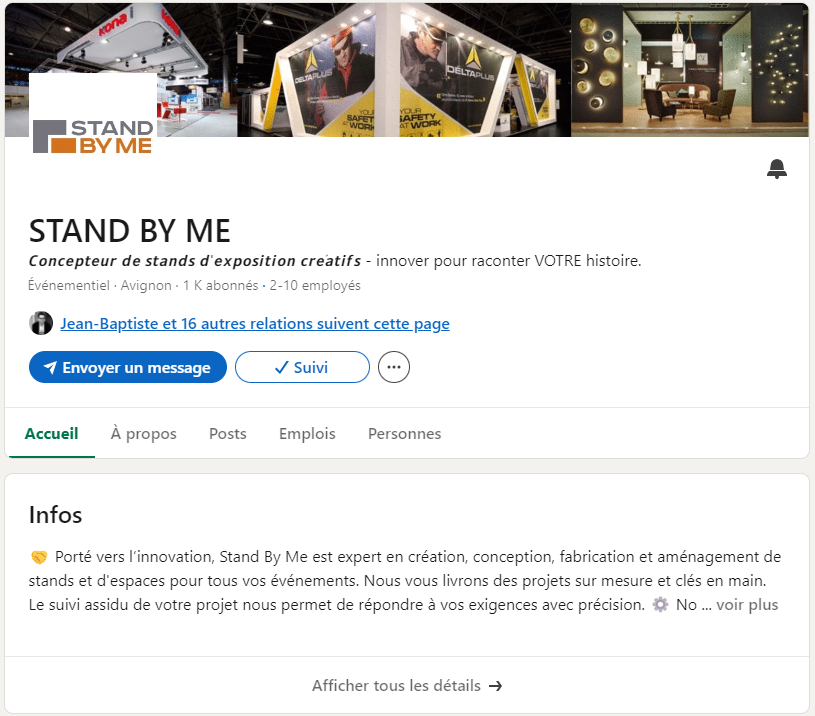 kona
DELTAPLUS
DELTAPLUS
YOUR
SAFETY
AT WORK
YOUR
SAFETY
AT WORK
STAND
BY ME
STAND BY ME
Concepteur de stands d'exposition créatifs - innover pour raconter VOTRE histoire.
Événementiel · Avignon · 1 K abonnés · 2-10 employés
Jean-Baptiste et 16 autres relations suivent cette page
Envoyer un message
Suivi
Accueil
À propos
Posts
Emplois
Personnes
Infos
🤝 Porté vers l’innovation, Stand By Me est expert en création, conception, fabrication et aménagement de
stands et d'espaces pour tous vos événements. Nous vous livrons des projets sur mesure et clés en main.
Le suivi assidu de votre projet nous permet de répondre à vos exigences avec précision. ⚙️ No ... voir plus
Afficher tous les détails →